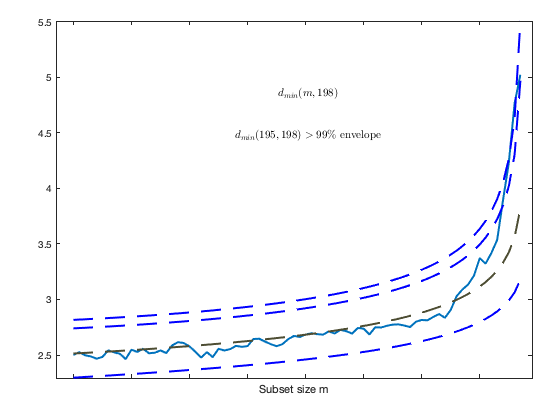 5.5
5
4.5
4
3.5
3
2.5
d_{min}(m, 198)
d_{min}(195, 198) > 99% envelope
Subset size m